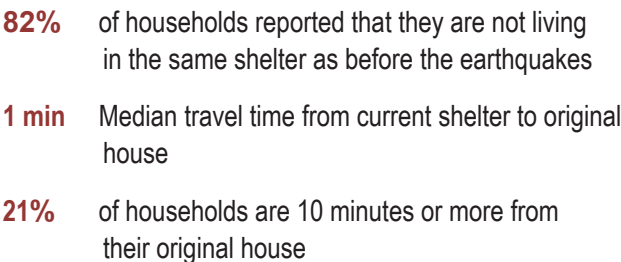 82% of households reported that they are not living
in the same shelter as before the earthquakes
1 min Median travel time from current shelter to original
house
21% of households are 10 minutes or more from
their original house